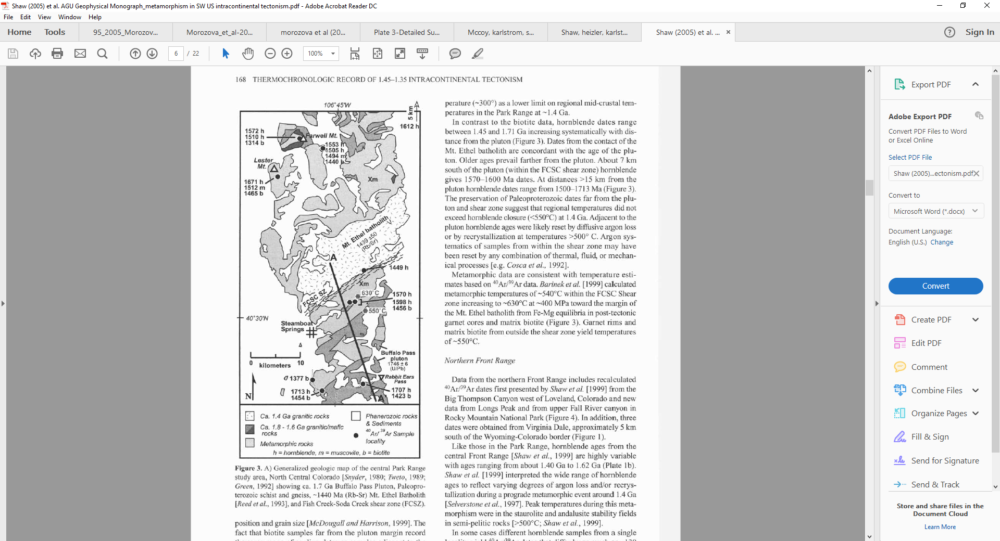 Shaw (2005) et al. AGU Geophysical Monograph_metamorphism in SW US intracontinental tectonism.pdf - Adobe Acrobat Reader DC
File Edit View Window Help
Home Tools 95_2005_Morozov... Morozova_et_al-20... morozova et al (20... Plate 3-Detailed Su... Mccoy, karlstrom, s... Shaw, heizler, karlst... Shaw (2005) et al. ... × ? Sign In
6 / 22 100%
168 THERMOCHRONOLOGIC RECORD OF 1.45–1.35 INTRACONTINENTAL TECTONISM
106°45'W
5 km
1612 h
1572 h
1510 h
1314 b
Farwell Mt.
1553 h
1505 h
1494 m
1440 b
Lester
Mt.
1671 h
1512 m
1465 b
Xm
Mt. Ethel batholith
1439 ±50
(Rb/Sr)
A
1449 h
Xm
FCSC SZ
630°C
1570 h
1598 h
1456 b
550°C
40°30'N
Steamboat
Springs
0 10
kilometers
Buffalo Pass
pluton
1746 ± 6
(U/Pb)
Rabbit Ears
Pass
1377 b
1713 h
1454 b
1707 h
1423 b
N
A'
Ca. 1.4 Ga granitic rocks
Ca. 1.8 - 1.6 Ga granitic/mafic
rocks
Metamorphic rocks
Phanerozoic rocks
& Sediments
40Ar/ 39Ar Sample
locality
h = hornblende, m = muscovite, b = biotite
Figure 3. A) Generalized geologic map of the central Park Range
study area, North Central Colorado [Snyder, 1980; Tweto, 1989;
Green, 1992] showing ca. 1.7 Ga Buffalo Pass Pluton, Paleopro-
terozoic schist and gneiss, ~1440 Ma (Rb-Sr) Mt. Ethel Batholith
[Reed et al., 1993], and Fish Creek-Soda Creek shear zone (FCSZ).
position and grain size [McDougall and Harrison, 1999]. The
fact that biotite samples far from the pluton margin record
perature (~300°) as a lower limit on regional mid-crustal tem-
peratures in the Park Range at ~1.4 Ga.
In contrast to the biotite data, hornblende dates range
between 1.45 and 1.71 Ga increasing systematically with dis-
tance from the pluton (Figure 3). Dates from the contact of the
Mt. Ethel batholith are concordant with the age of the plu-
ton. Older ages prevail farther from the pluton. About 7 km
south of the pluton (within the FCSC shear zone) hornblende
gives 1570–1600 Ma dates. At distances >15 km from the
pluton hornblende dates range from 1500–1713 Ma (Figure 3).
The preservation of Paleoproterozoic dates far from the plu-
ton and shear zone suggest that regional temperatures did not
exceed hornblende closure (<550°C) at 1.4 Ga. Adjacent to the
pluton hornblende ages were likely reset by diffusive argon loss
or by recrystallization at temperatures >500° C. Argon sys-
tematics of samples from within the shear zone may have
been reset by any combination of thermal, fluid, or mechan-
ical processes [e.g. Cosca et al., 1992].
Metamorphic data are consistent with temperature esti-
mates based on 40Ar/39Ar data. Barinek et al. [1999] calculated
metamorphic temperatures of ~540°C within the FCSC Shear
zone increasing to ~630°C at ~400 MPa toward the margin of
the Mt. Ethel batholith from Fe-Mg equilibria in post-tectonic
garnet cores and matrix biotite (Figure 3). Garnet rims and
matrix biotite from outside the shear zone yield temperatures
of ~550°C.
Northern Front Range
Data from the northern Front Range includes recalculated
40Ar/39Ar dates first presented by Shaw et al. [1999] from the
Big Thompson Canyon west of Loveland, Colorado and new
data from Longs Peak and from upper Fall River canyon in
Rocky Mountain National Park (Figure 4). In addition, three
dates were obtained from Virginia Dale, approximately 5 km
south of the Wyoming-Colorado border (Figure 1).
Like those in the Park Range, hornblende ages from the
central Front Range [Shaw et al., 1999] are highly variable
with ages ranging from about 1.40 Ga to 1.62 Ga (Plate 1b).
Shaw et al. [1999] interpreted the wide range of hornblende
ages to reflect varying degrees of argon loss and/or recrys-
tallization during a prograde metamorphic event around 1.4 Ga
[Selverstone et al., 1997]. Peak temperatures during this meta-
morphism were in the staurolite and andalusite stability fields
in semi-pelitic rocks [>500°C; Shaw et al., 1999].
In some cases different hornblende samples from a single
Export PDF
Adobe Export PDF
Convert PDF Files to Word
or Excel Online
Select PDF File
Shaw (2005)...ectonism.pdf ×
Convert to
Microsoft Word (*.docx)
Document Language:
English (U.S.) Change
Convert
Create PDF
Edit PDF
Comment
Combine Files
Organize Pages
Fill & Sign
Send for Signature
Send & Track
Store and share files in the
Document Cloud
Learn More